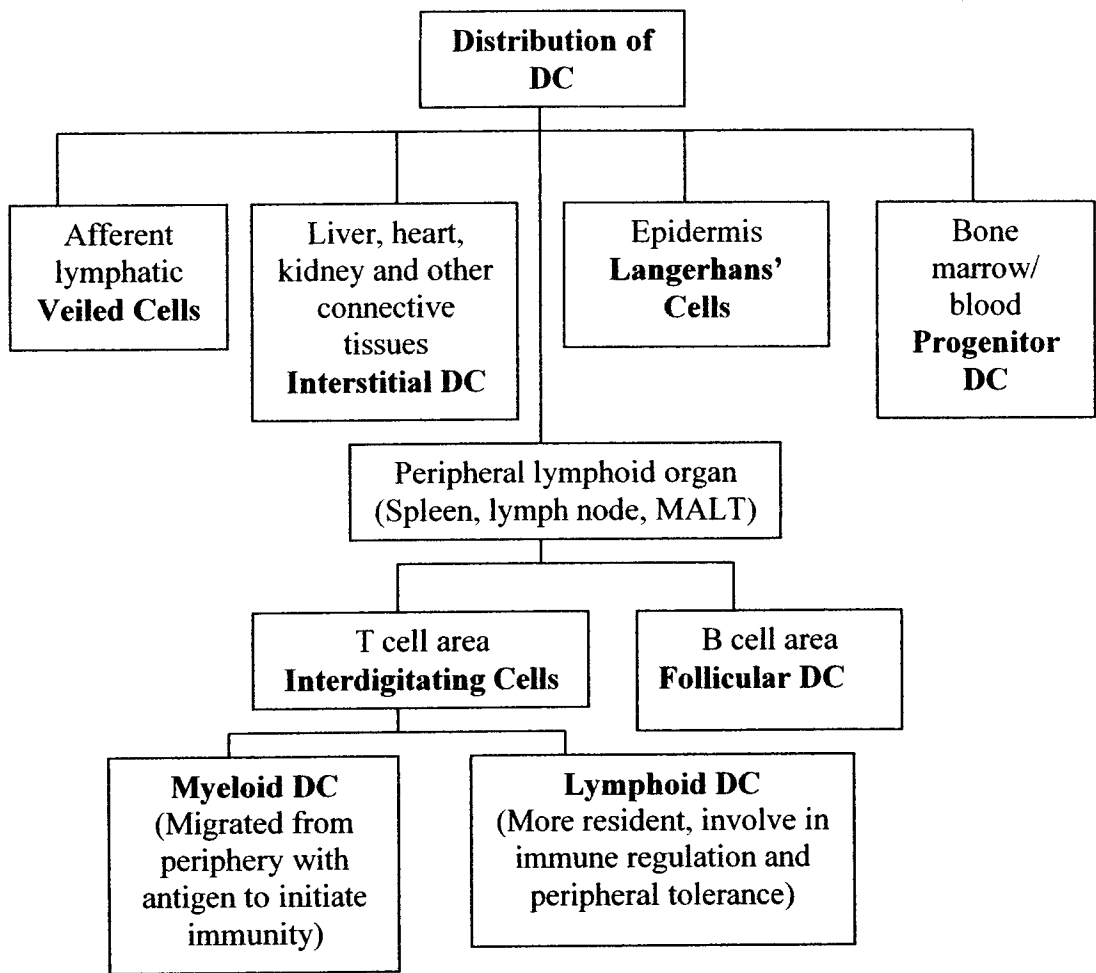 Distribution of
DC
Afferent
lymphatic
Veiled Cells
Liver, heart,
kidney and other
connective
tissues
Interstitial DC
Epidermis
Langerhans’
Cells
Bone
marrow/
blood
Progenitor
DC
Peripheral lymphoid organ
(Spleen, lymph node, MALT)
T cell area
Interdigitating Cells
B cell area
Follicular DC
Myeloid DC
(Migrated from
periphery with
antigen to initiate
immunity)
Lymphoid DC
(More resident, involve in
immune regulation and
peripheral tolerance)